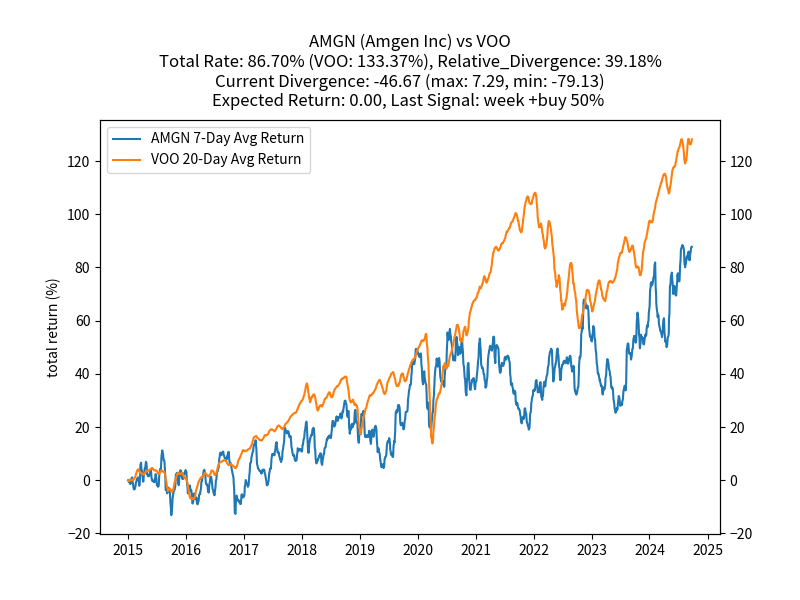 AMGN (Amgen Inc) vs VOO
Total Rate: 86.70% (VOO: 133.37%), Relative_Divergence: 39.18%
Current Divergence: -46.67 (max: 7.29, min: -79.13)
Expected Return: 0.00, Last Signal: week +buy 50%
AMGN 7-Day Avg Return
VOO 20-Day Avg Return
total return (%)
120
100
80
60
40
20
0
−20
120
100
80
60
40
20
0
−20
2015 2016 2017 2018 2019 2020 2021 2022 2023 2024 2025